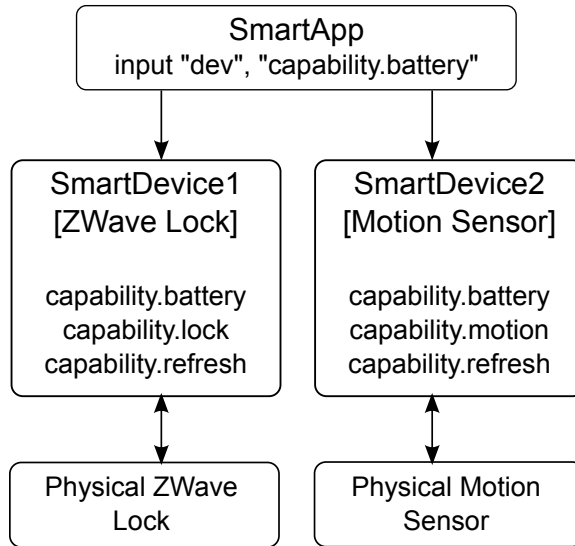 SmartApp
input "dev", "capability.battery"
SmartDevice1
[ZWave Lock]
capability.battery
capability.lock
capability.refresh
SmartDevice2
[Motion Sensor]
capability.battery
capability.motion
capability.refresh
Physical ZWave
Lock
Physical Motion
Sensor